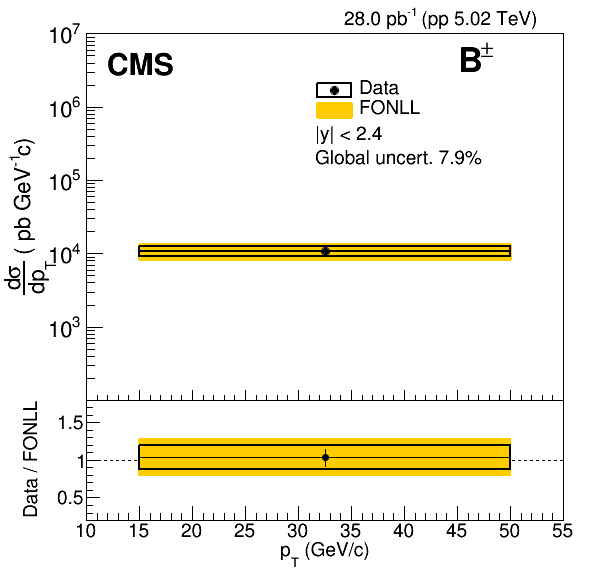 28.0 pb⁻¹ (pp 5.02 TeV)
CMS
B±
Data
FONLL
|y| < 2.4
Global uncert. 7.9%
dσ/dp_T ( pb GeV⁻¹c)
10⁷
10⁶
10⁵
10⁴
10³
Data / FONLL
1.5
1
0.5
10 15 20 25 30 35 40 45 50 55
p_T (GeV/c)